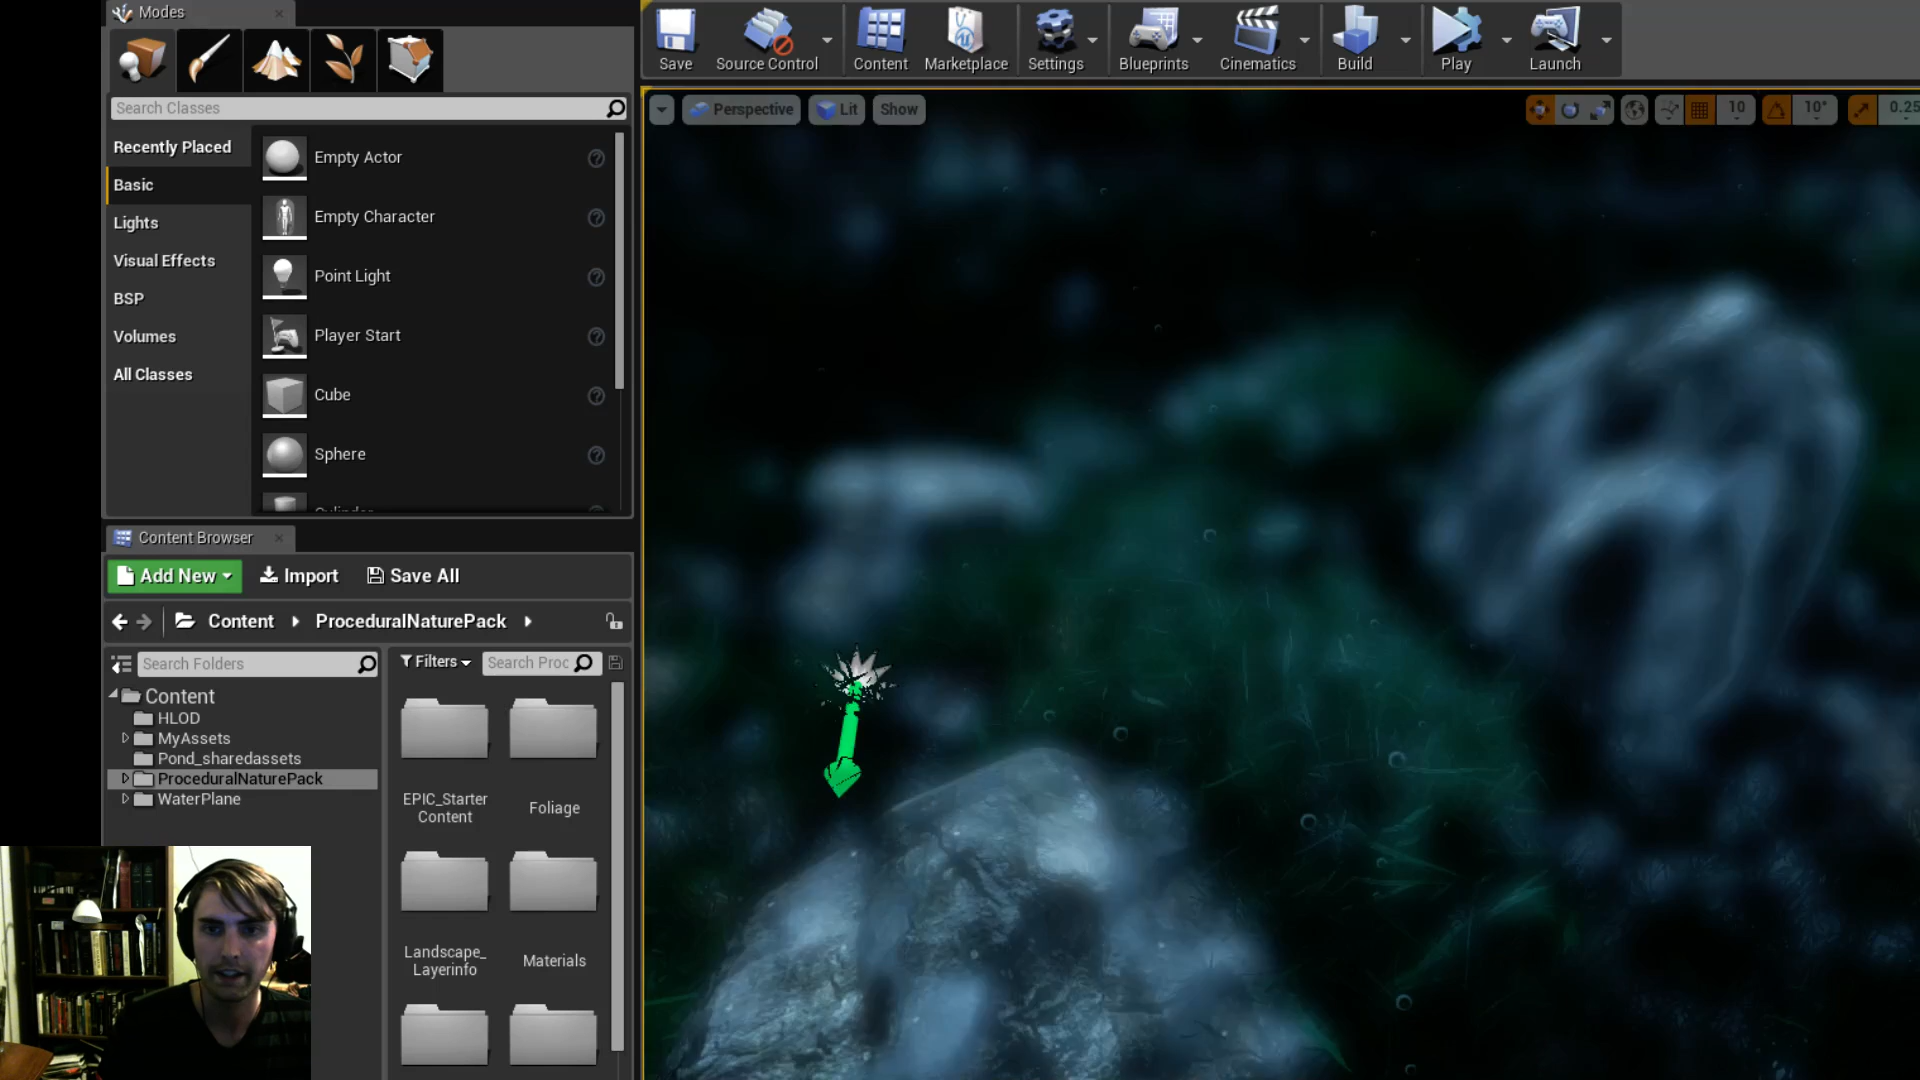 Modes
Save
Source Control
Content
Marketplace
Settings
Blueprints
Cinematics
Build
Play
Launch
Search Classes
Perspective
Lit
Show
10
10°
0.25
Recently Placed
Basic
Lights
Visual Effects
BSP
Volumes
All Classes
Empty Actor
Empty Character
Point Light
Player Start
Cube
Sphere
Cylinder
Content Browser
Add New
Import
Save All
Content
ProceduralNaturePack
Search Folders
Filters
Search Proc
Content
HLOD
MyAssets
Pond_sharedassets
ProceduralNaturePack
WaterPlane
EPIC_Starter
Content
Foliage
Landscape_
Layerinfo
Materials